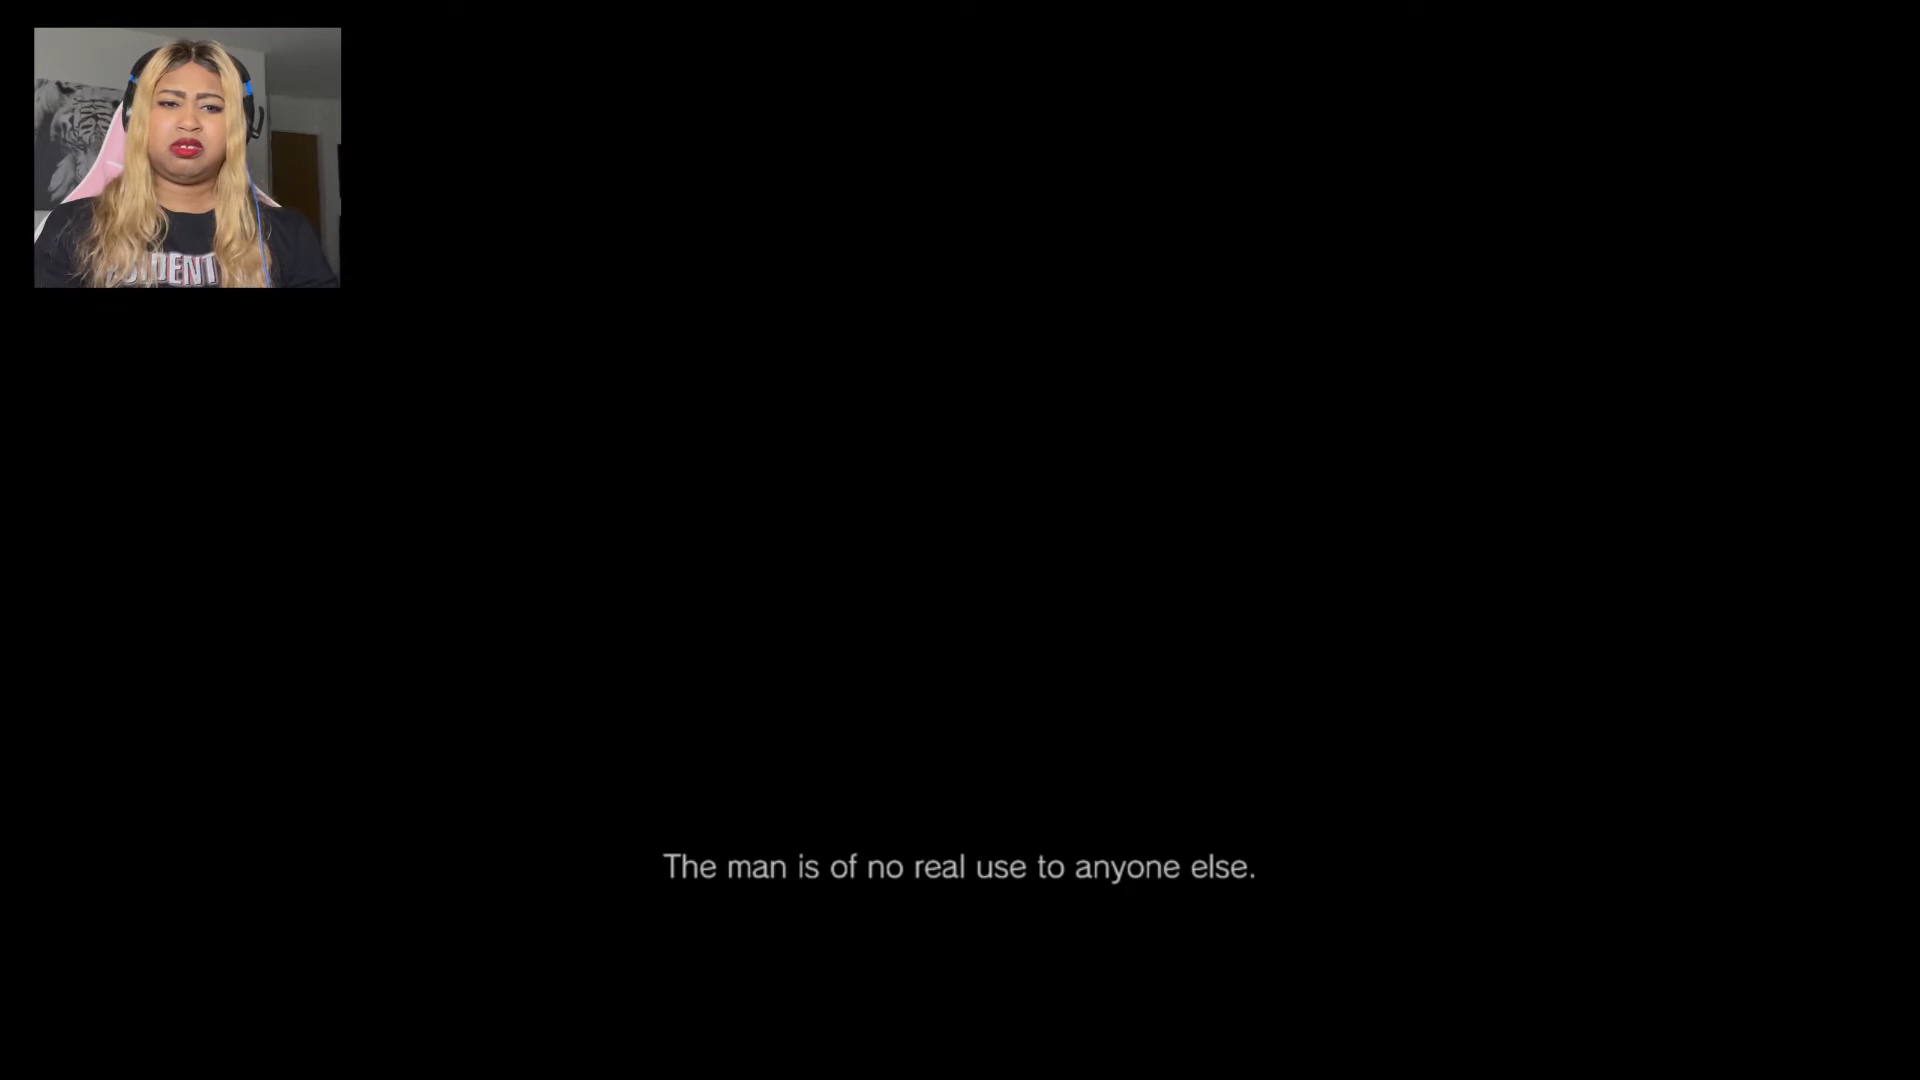 The man is of no real use to anyone else.